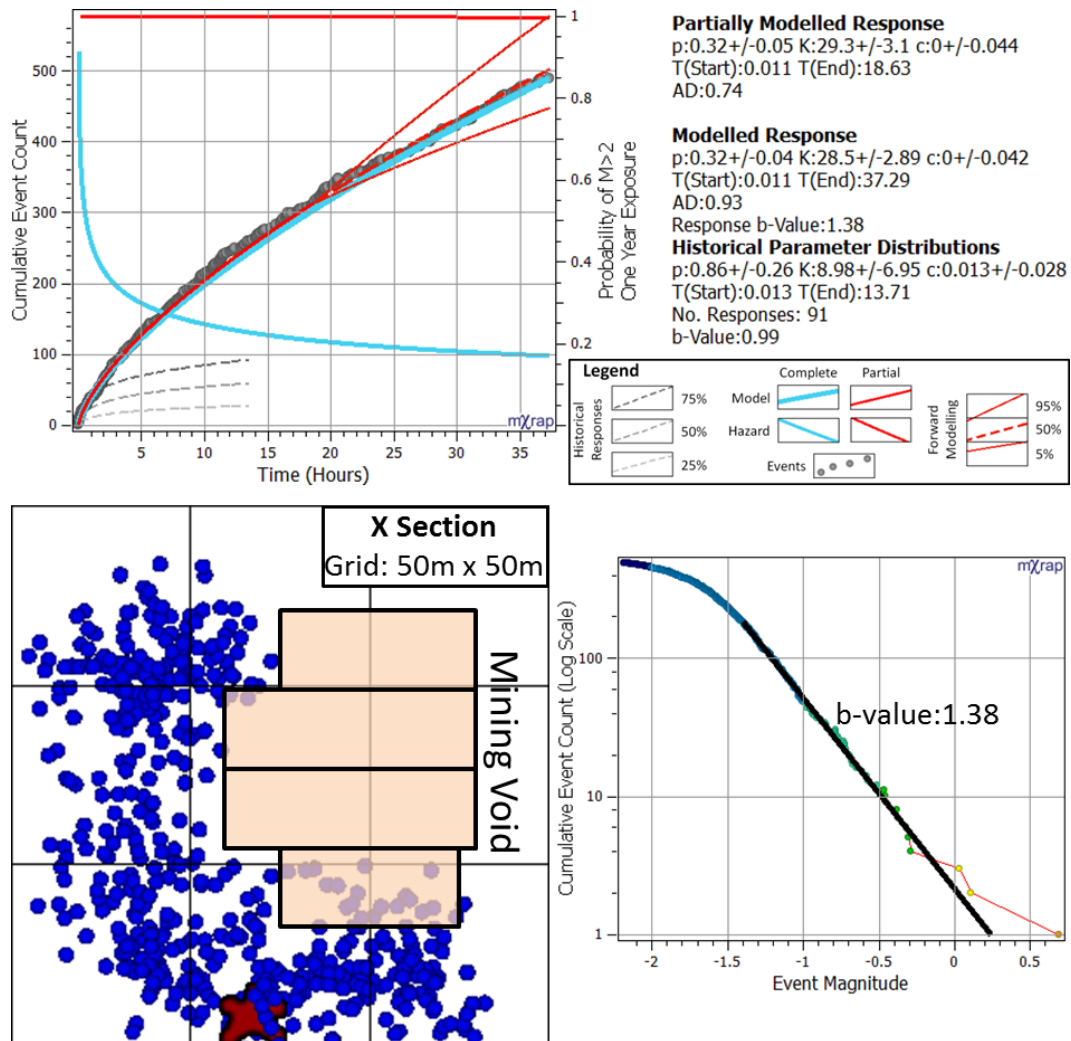 Cumulative Event Count
0
100
200
300
400
500
5
10
15
20
25
30
35
Time (Hours)
0.2
0.4
0.6
0.8
1
Probability of M>2
One Year Exposure
mχrap
Partially Modelled Response
p:0.32+/-0.05 K:29.3+/-3.1 c:0+/-0.044
T(Start):0.011 T(End):18.63
AD:0.74
Modelled Response
p:0.32+/-0.04 K:28.5+/-2.89 c:0+/-0.042
T(Start):0.011 T(End):37.29
AD:0.93
Response b-Value:1.38
Historical Parameter Distributions
p:0.86+/-0.26 K:8.98+/-6.95 c:0.013+/-0.028
T(Start):0.013 T(End):13.71
No. Responses: 91
b-Value:0.99
Legend
Historical
Responses
75%
50%
25%
Complete
Partial
Model
Hazard
Events
Forward
Modelling
95%
50%
5%
X Section
Grid: 50m x 50m
Mining Void
mχrap
Cumulative Event Count (Log Scale)
100
10
1
b-value:1.38
-2
-1.5
-1
-0.5
0
0.5
Event Magnitude